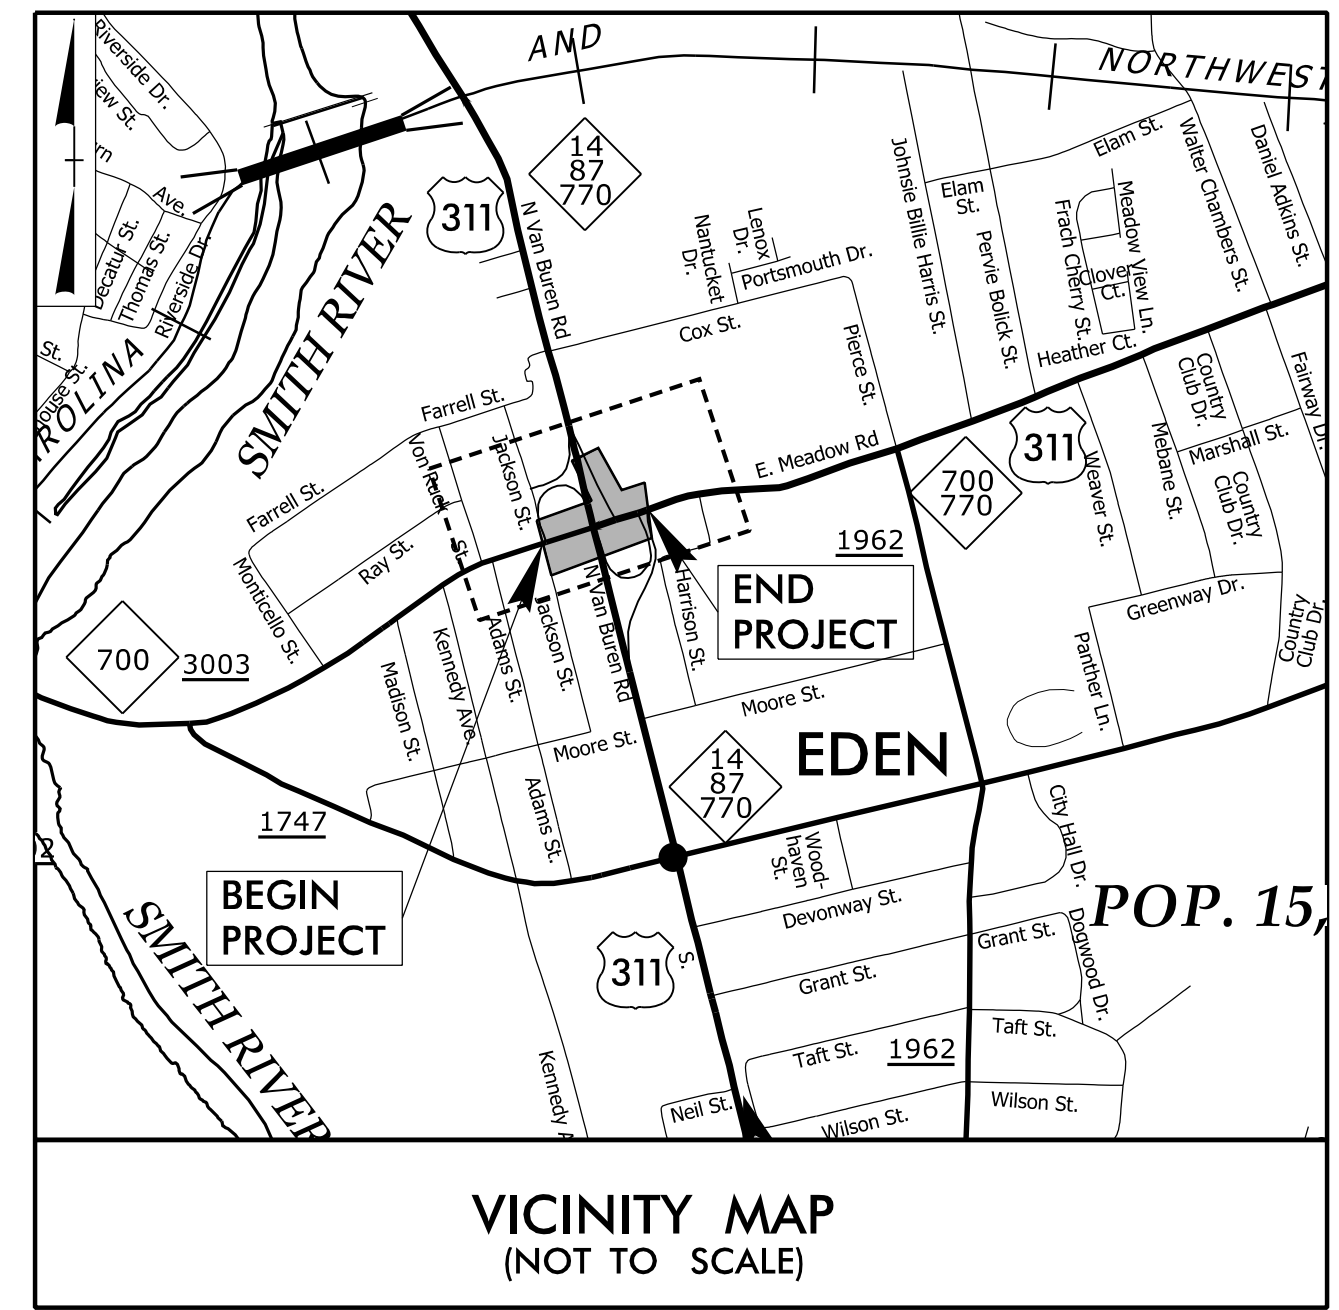 Riverside Dr.
AND
NORTHWEST
14
87
770
311
N Van Buren Rd
Ave.
Decatur St.
Thomas St.
Riverside Dr.
SMITH RIVER
Lenox
Dr.
Nantucket
Dr.
Portsmouth Dr.
Cox St.
Pierce St.
Johnsie Billie Harris St.
Elam
St.
Elam St.
Pervie Bolick St.
Frach Cherry St.
Meadow View Ln.
Clover
Ct.
Heather Ct.
Walter Chambers St.
Daniel Adkins St.
St.
Farrell St.
Von Ruck
St.
Jackson St.
E. Meadow Rd
311
Country
Club Dr.
Fairway Dr.
Marshall St.
Mebane St.
Weaver St.
Country
Club Dr.
700
770
Farrell St.
Ray St.
Monticello St.
1962
END
PROJECT
Harrison St.
Greenway Dr.
Country
Club Dr.
Panther Ln.
700
3003
Madison St.
Kennedy Ave.
Adams St.
Jackson St.
N Van Buren Rd
Moore St.
Moore St.
EDEN
14
87
770
1747
Adams St.
Wood-
haven
St.
City Hall Dr.
2
BEGIN
PROJECT
Devonway St.
POP. 15,
SMITH RIVER
311
S.
Grant St.
Grant St.
Dogwood Dr.
Taft St.
Taft St.
1962
Kennedy A
Neil St.
Wilson St.
Wilson St.
VICINITY MAP
(NOT TO SCALE)